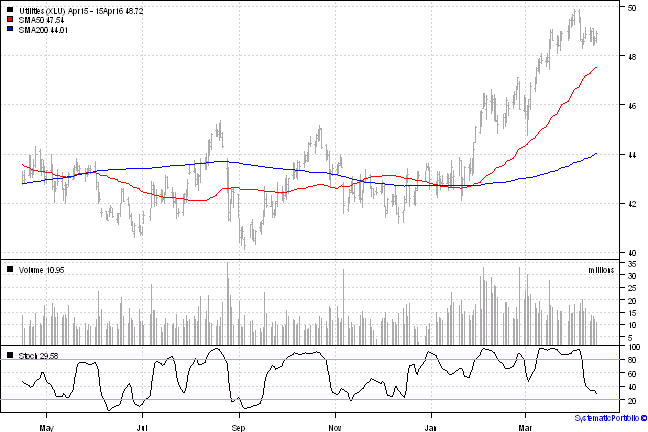 Utilities (XLU) Apr15 - 15Apr16 48.72
SMA50 47.54
SMA200 44.01
50
48
46
44
42
40
Volume 10.95
millions
35
30
25
20
15
10
5
Stoch 29.58
100
80
60
40
20
May
Jul
Sep
Nov
Jan
Mar
SystematicPortfolio ©